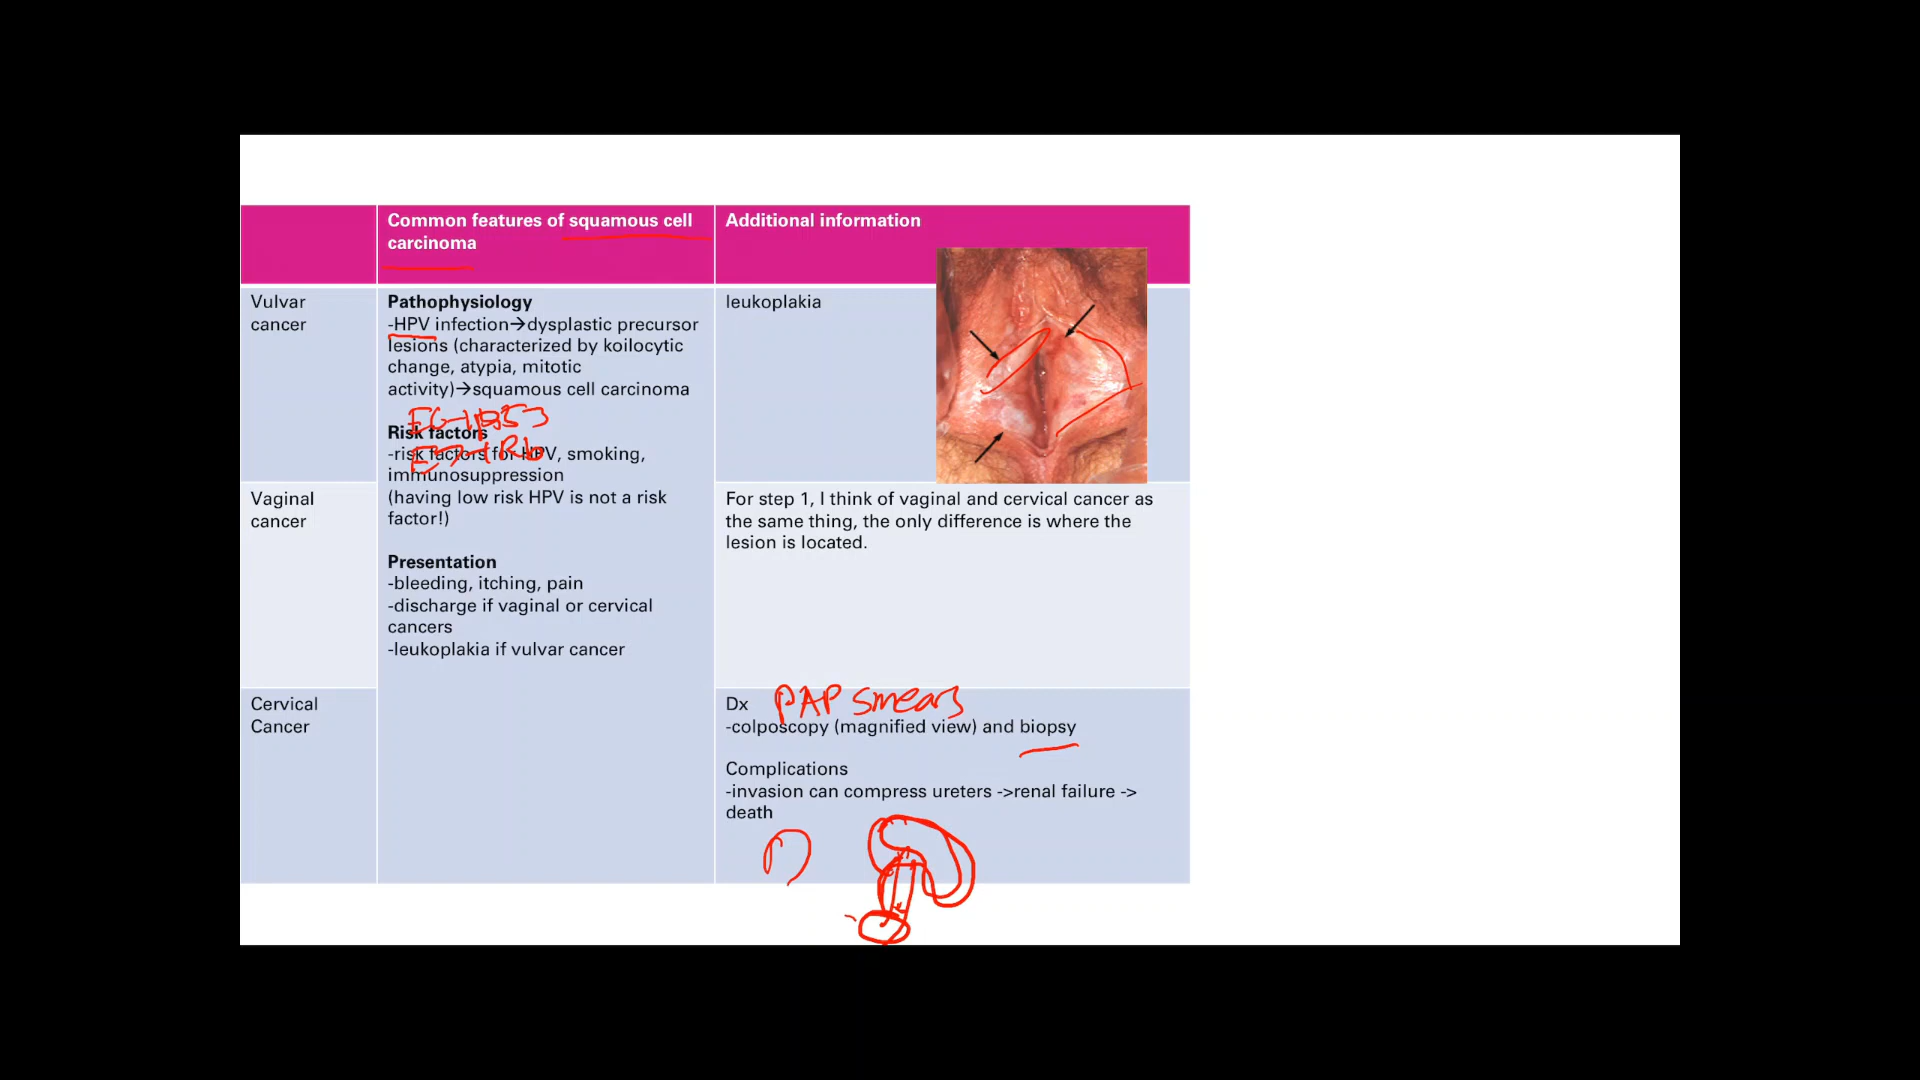 Common features of squamous cell
carcinoma
Additional information
Vulvar
cancer
Pathophysiology
-HPV infection→dysplastic precursor
lesions (characterized by koilocytic
change, atypia, mitotic
activity)→squamous cell carcinoma
E6⊣p53
Risk factors
E7⊣Rb
-risk factors for HPV, smoking,
immunosuppression
(having low risk HPV is not a risk
factor!)
Presentation
-bleeding, itching, pain
-discharge if vaginal or cervical
cancers
-leukoplakia if vulvar cancer
leukoplakia
Vaginal
cancer
For step 1, I think of vaginal and cervical cancer as
the same thing, the only difference is where the
lesion is located.
Cervical
Cancer
Dx PAP smears
-colposcopy (magnified view) and biopsy
Complications
-invasion can compress ureters ->renal failure ->
death